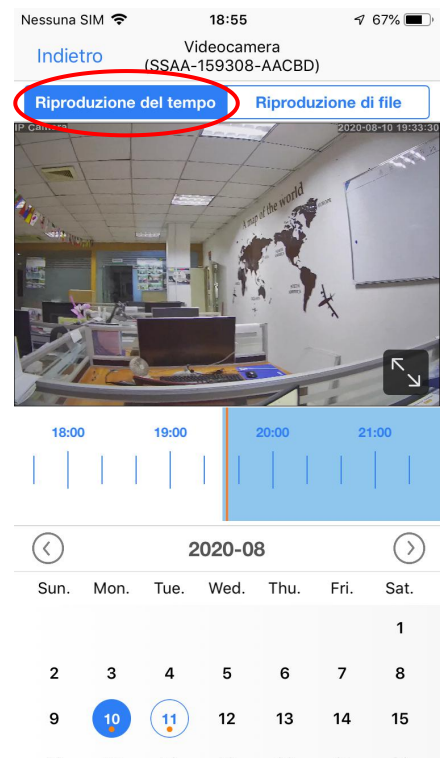 Nessuna SIM 18:55 67%
Indietro
Videocamera
(SSAA-159308-AACBD)
Riproduzione del tempo Riproduzione di file
IP Camera 2020-08-10 19:33:30
A map of the world
18:00 19:00 20:00 21:00
2020-08
Sun. Mon. Tue. Wed. Thu. Fri. Sat.
1
2 3 4 5 6 7 8
9 10 11 12 13 14 15